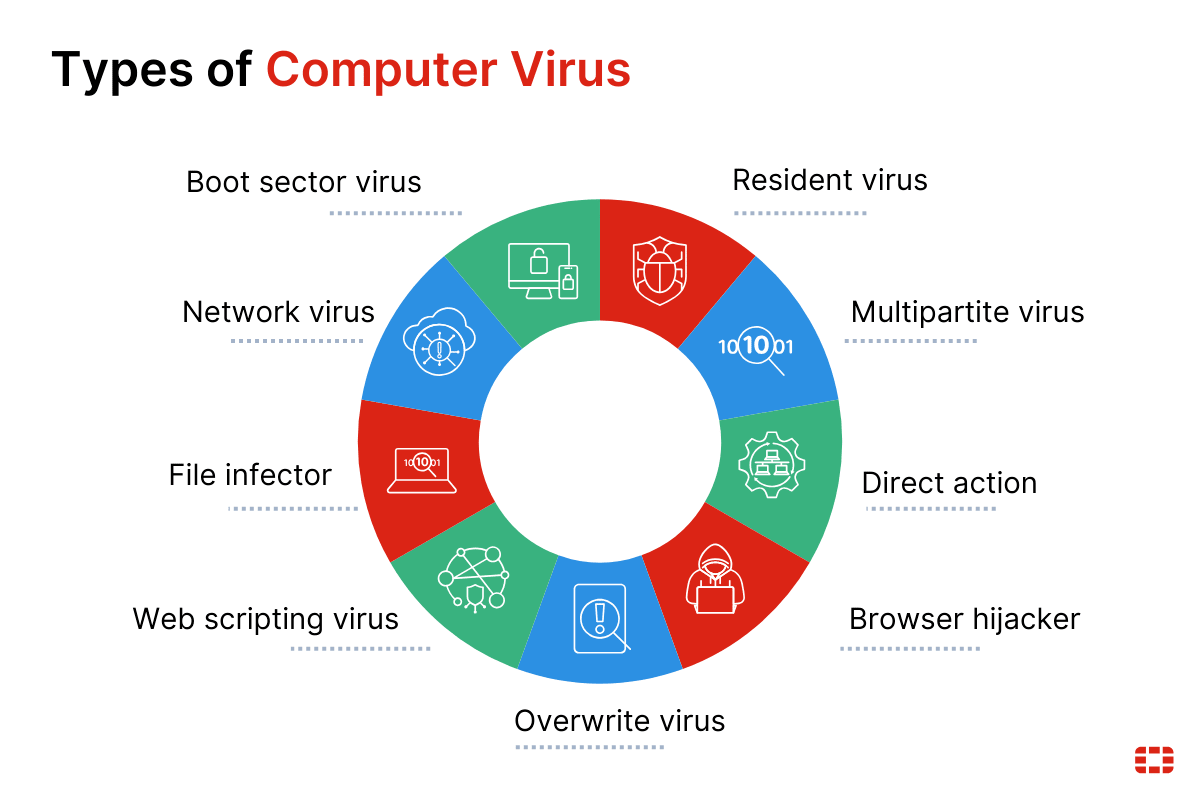 Types of Computer Virus
Boot sector virus
Resident virus
Network virus
Multipartite virus
10 10 01
10 10 01
File infector
Direct action
Web scripting virus
Browser hijacker
Overwrite virus